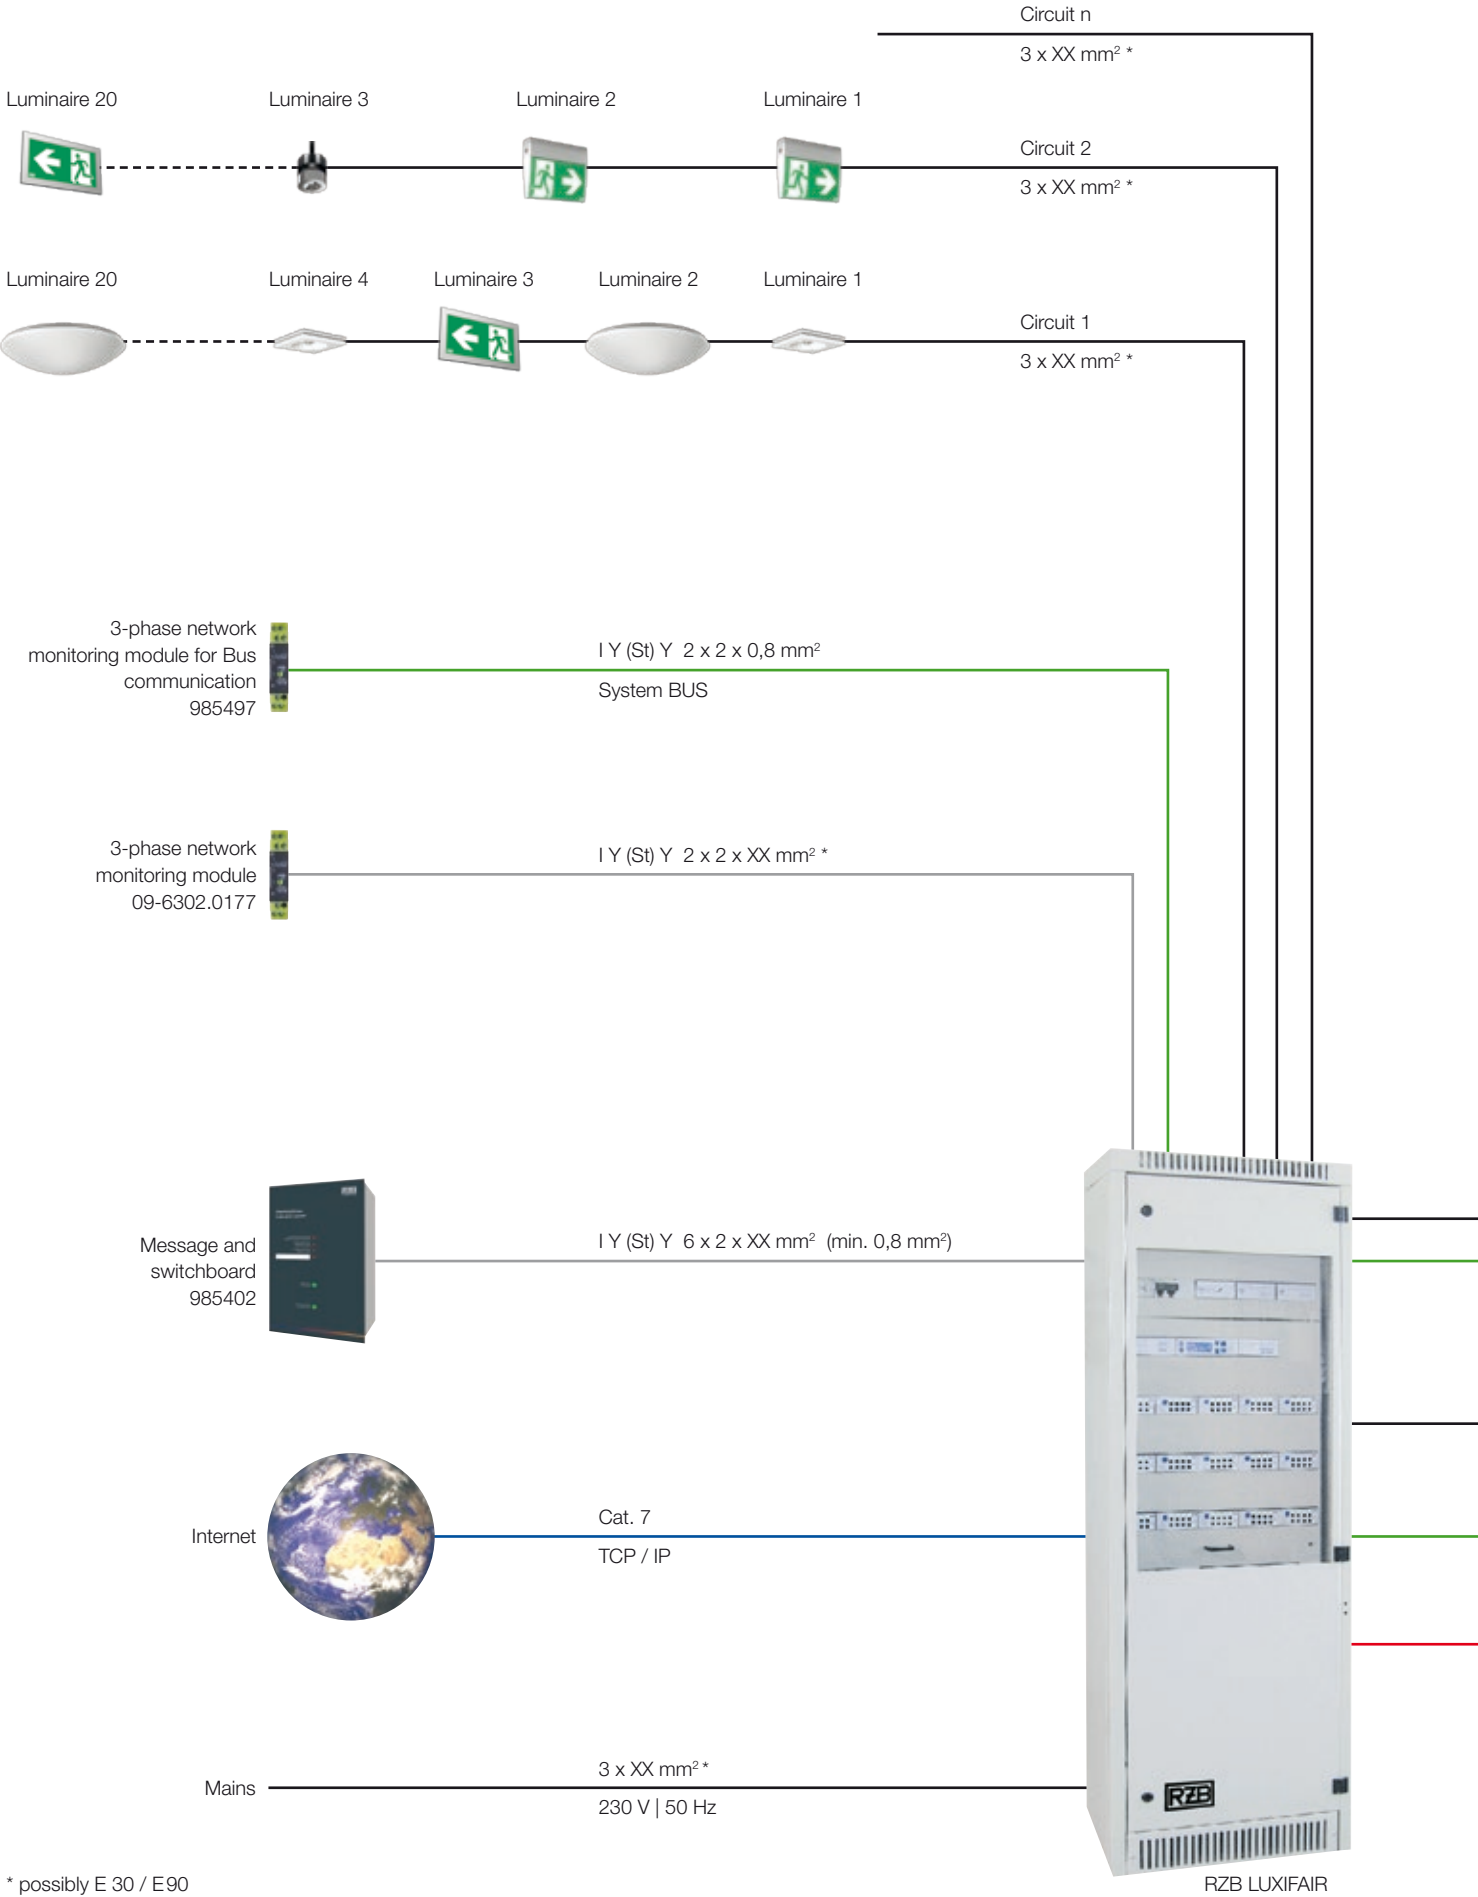 Circuit n
3 x XX mm² *
Luminaire 20
Luminaire 3
Luminaire 2
Luminaire 1
Circuit 2
3 x XX mm² *
Luminaire 20
Luminaire 4
Luminaire 3
Luminaire 2
Luminaire 1
Circuit 1
3 x XX mm² *
3-phase network
monitoring module for Bus
communication
985497
I Y (St) Y 2 x 2 x 0,8 mm²
System BUS
3-phase network
monitoring module
09-6302.0177
I Y (St) Y 2 x 2 x XX mm² *
Message and
switchboard
985402
I Y (St) Y 6 x 2 x XX mm² (min. 0,8 mm²)
Internet
Cat. 7
TCP / IP
Mains
3 x XX mm² *
230 V | 50 Hz
RZB
* possibly E 30 / E90
RZB LUXIFAIR